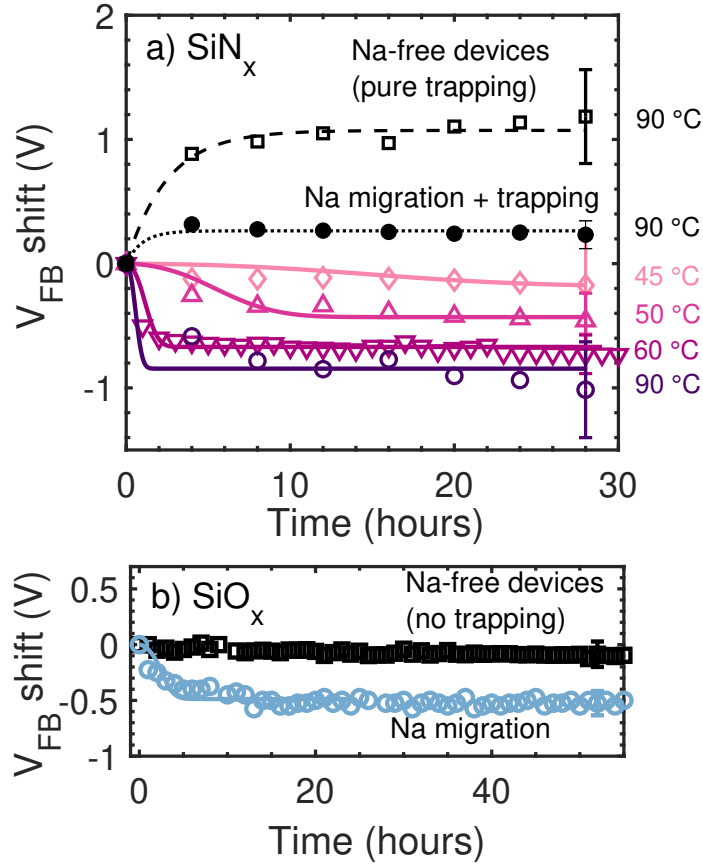 a) SiNx
Na-free devices
(pure trapping)
90 °C
Na migration + trapping
90 °C
45 °C
50 °C
60 °C
90 °C
1
0
-1
VFB shift (V)
0
10
20
30
Time (hours)
b) SiOx
Na-free devices
(no trapping)
Na migration
0.5
0
-0.5
-1
VFB shift (V)
0
20
40
Time (hours)